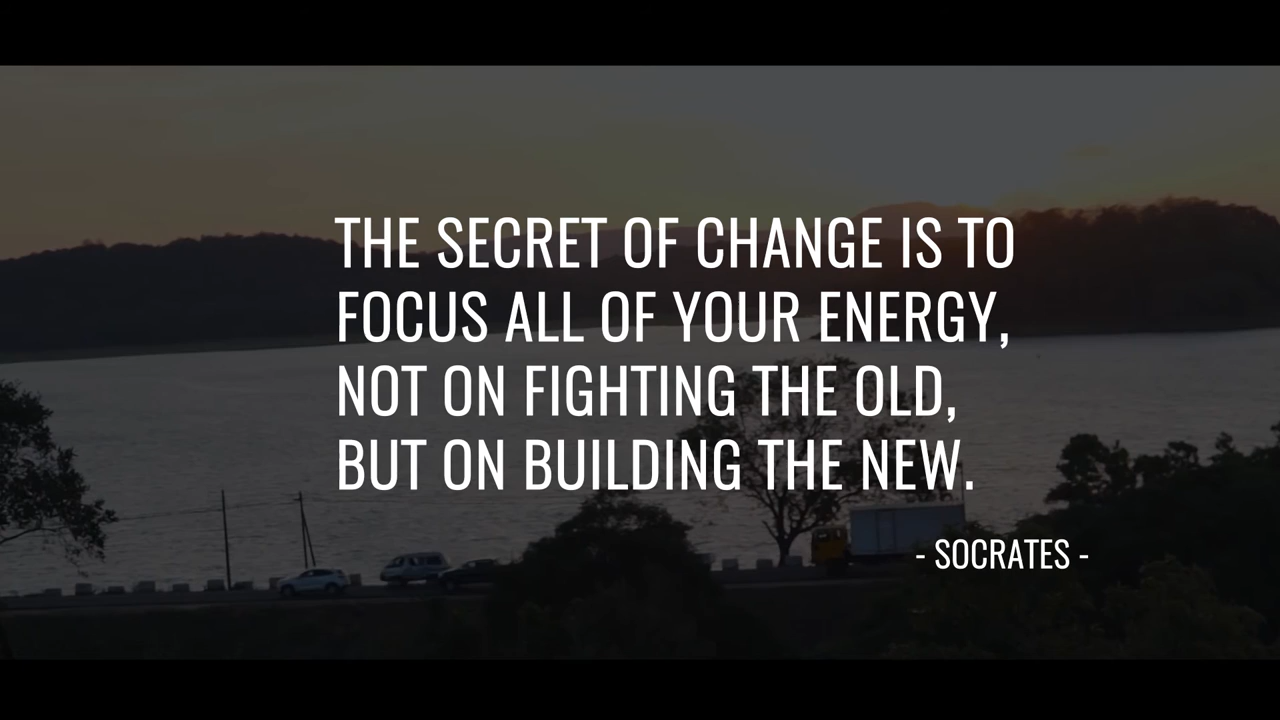 THE SECRET OF CHANGE IS TO
FOCUS ALL OF YOUR ENERGY,
NOT ON FIGHTING THE OLD,
BUT ON BUILDING THE NEW.
- SOCRATES -